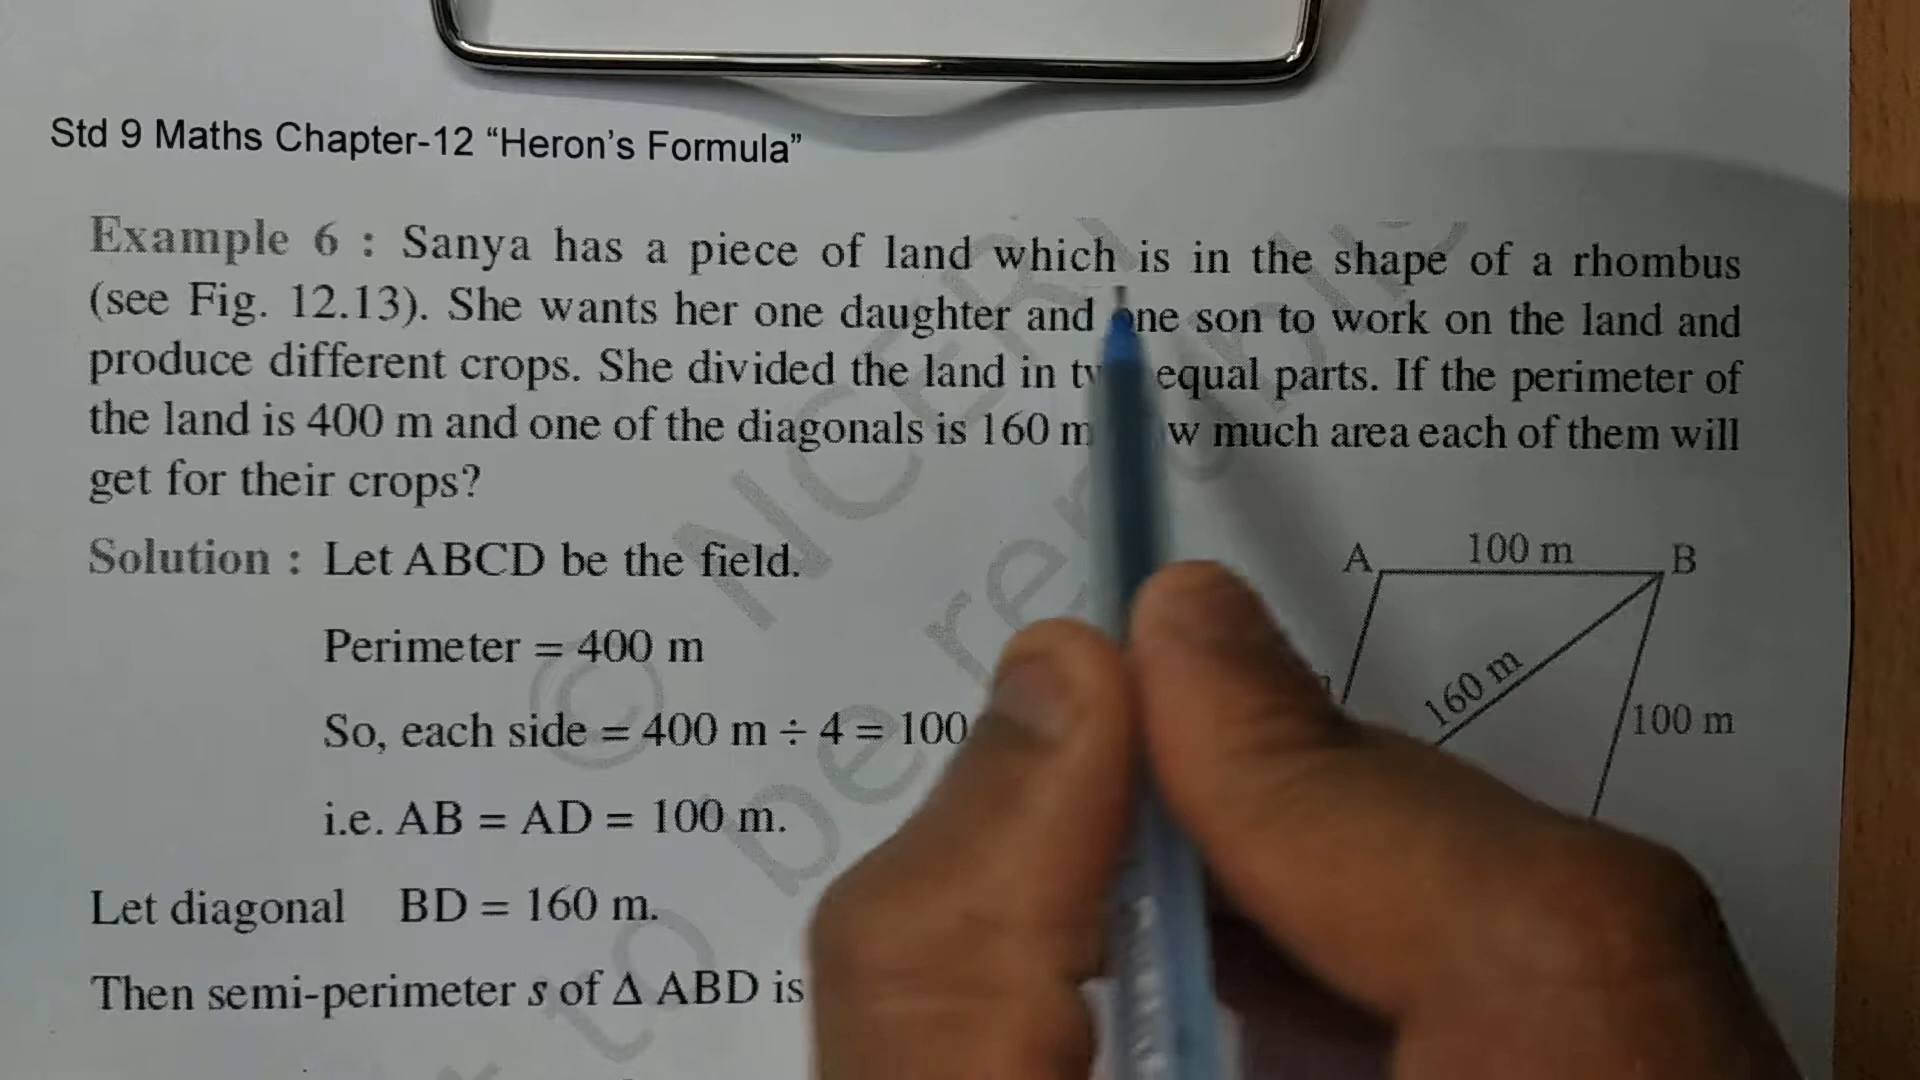 Std 9 Maths Chapter-12 “Heron’s Formula”
Example 6 : Sanya has a piece of land which is in the shape of a rhombus
(see Fig. 12.13). She wants her one daughter and one son to work on the land and
produce different crops. She divided the land in equal parts. If the perimeter of
the land is 400 m and one of the diagonals is 160 m much area each of them will
get for their crops?
Solution : Let ABCD be the field.
A 100 m B
Perimeter = 400 m
160 m
So, each side = 400 m ÷ 4 = 100
100 m
i.e. AB = AD = 100 m.
Let diagonal BD = 160 m.
Then semi-perimeter s of Δ ABD is
© NCERT
to be